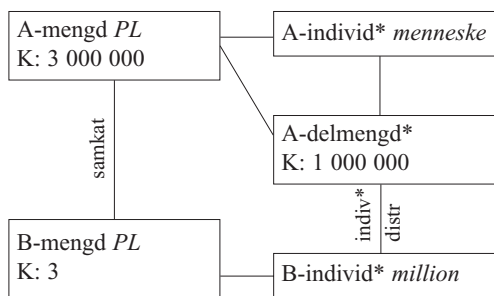 A-mengd PL
K: 3 000 000
A-individ* menneske
A-delmengd*
K: 1 000 000
samkat
indiv*
distr
B-mengd PL
K: 3
B-individ* million